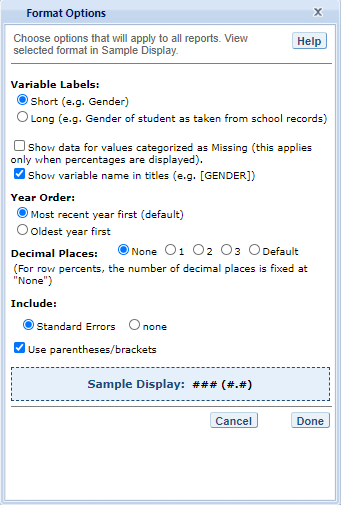 Format Options X
Choose options that will apply to all reports. View
selected format in Sample Display.
Help
Variable Labels:
Short (e.g. Gender)
Long (e.g. Gender of student as taken from school records)
Show data for values categorized as Missing (this applies
only when percentages are displayed).
Show variable name in titles (e.g. [GENDER])
Year Order:
Most recent year first (default)
Oldest year first
Decimal Places: None 1 2 3 Default
(For row percents, the number of decimal places is fixed at
"None")
Include:
Standard Errors none
Use parentheses/brackets
Sample Display: ### (#.#)
Cancel Done